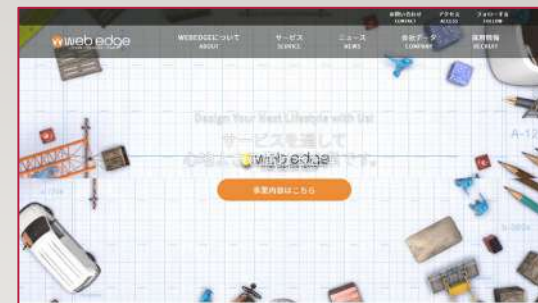 お問い合わせ アクセス フォローする
CONTACT ACCESS FOLLOW
web edge
WEBEDGEについて サービス ニュース 会社データ 採用情報
ABOUT SERVICE NEWS COMPANY RECRUIT
Design Your Next Lifestyle with Us!
サービスを通して
web edge
事業内容はこちら
A-12